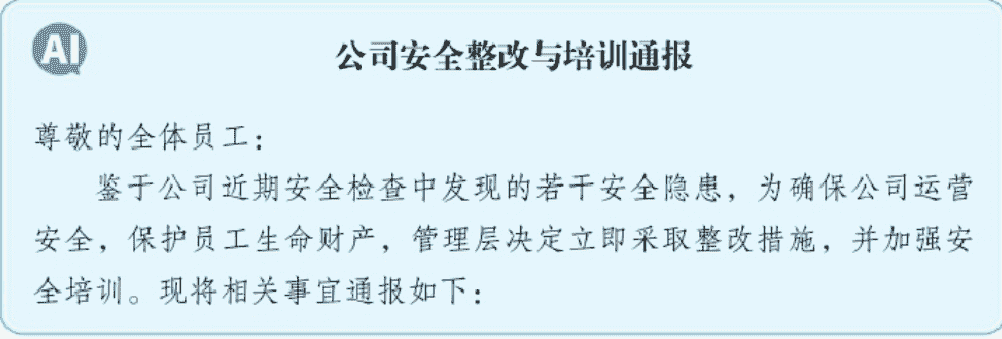 AI
公司安全整改与培训通报
尊敬的全体员工：
鉴于公司近期安全检查中发现的若干安全隐患，为确保公司运营
安全，保护员工生命财产，管理层决定立即采取整改措施，并加强安
全培训。现将相关事宜通报如下：